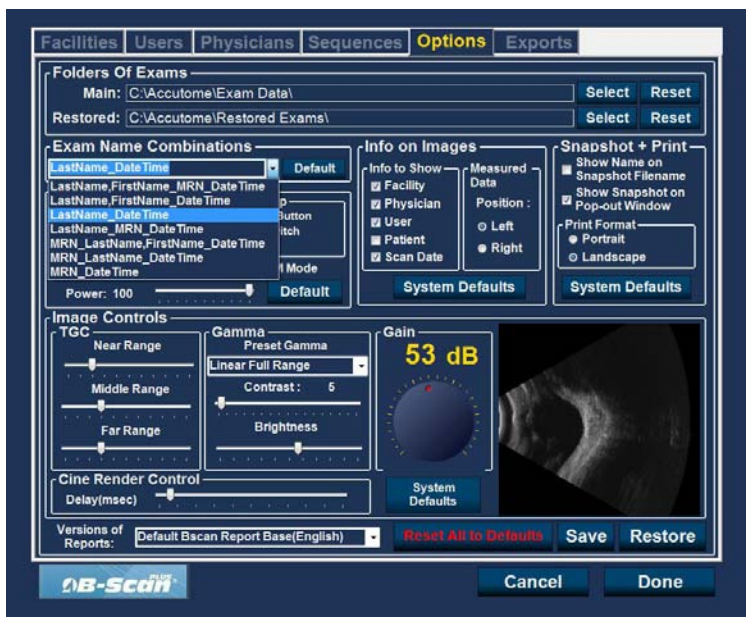 Facilities Users Physicians Sequences Options Exports
Folders Of Exams
Main: C:\Accutome\Exam Data\ Select Reset
Restored: C:\Accutome\Restored Exams\ Select Reset
Exam Name Combinations
LastName_DateTime Default
LastName,FirstName_MRN_DateTime
LastName,FirstName_DateTime
LastName_DateTime
LastName_MRN_DateTime
MRN_LastName,FirstName_DateTime
MRN_LastName_DateTime
MRN_DateTime
Power: 100 Default
Info on Images
Info to Show
Facility
Physician
User
Patient
Scan Date
Measured
Data
Position :
Left
Right
System Defaults
Snapshot + Print
Show Name on
Snapshot Filename
Show Snapshot on
Pop-out Window
Print Format
Portrait
Landscape
System Defaults
Image Controls
TGC
Near Range
Middle Range
Far Range
Gamma
Preset Gamma
Linear Full Range
Contrast : 5
Brightness
Gain
53 dB
System
Defaults
Cine Render Control
Delay(msec)
Versions of
Reports: Default Bscan Report Base(English) Reset All to Defaults Save Restore
B-Scan PLUS Cancel Done